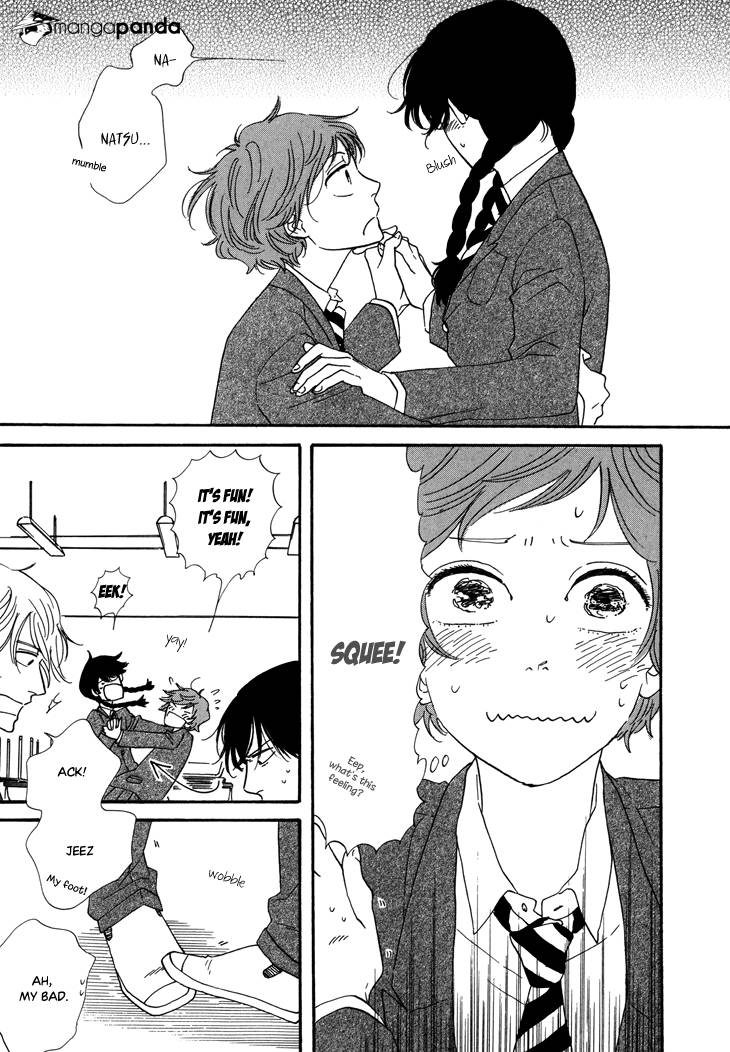 mangapanda
NA-
NATSU...
mumble
Blush
SQUEE!
Eep,
what's this
feeling?
IT'S FUN!
IT'S FUN,
YEAH!
EEK!
yay!
ACK!
JEEZ
My foot!
wobble
AH,
MY BAD.